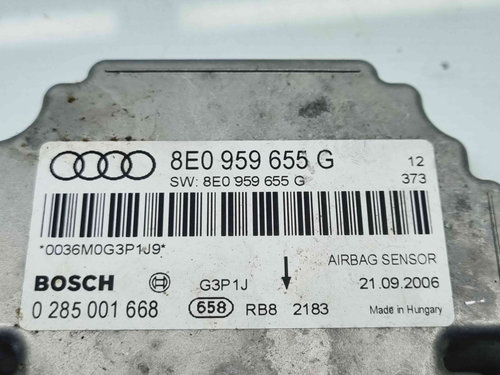 8E0 959 655 G 12
SW: 8E0 959 655 G 373
*0036M0G3P1J9*
AIRBAG SENSOR
BOSCH G3P1J 21.09.2006
0 285 001 668 658 RB8 2183 Made in Hungary